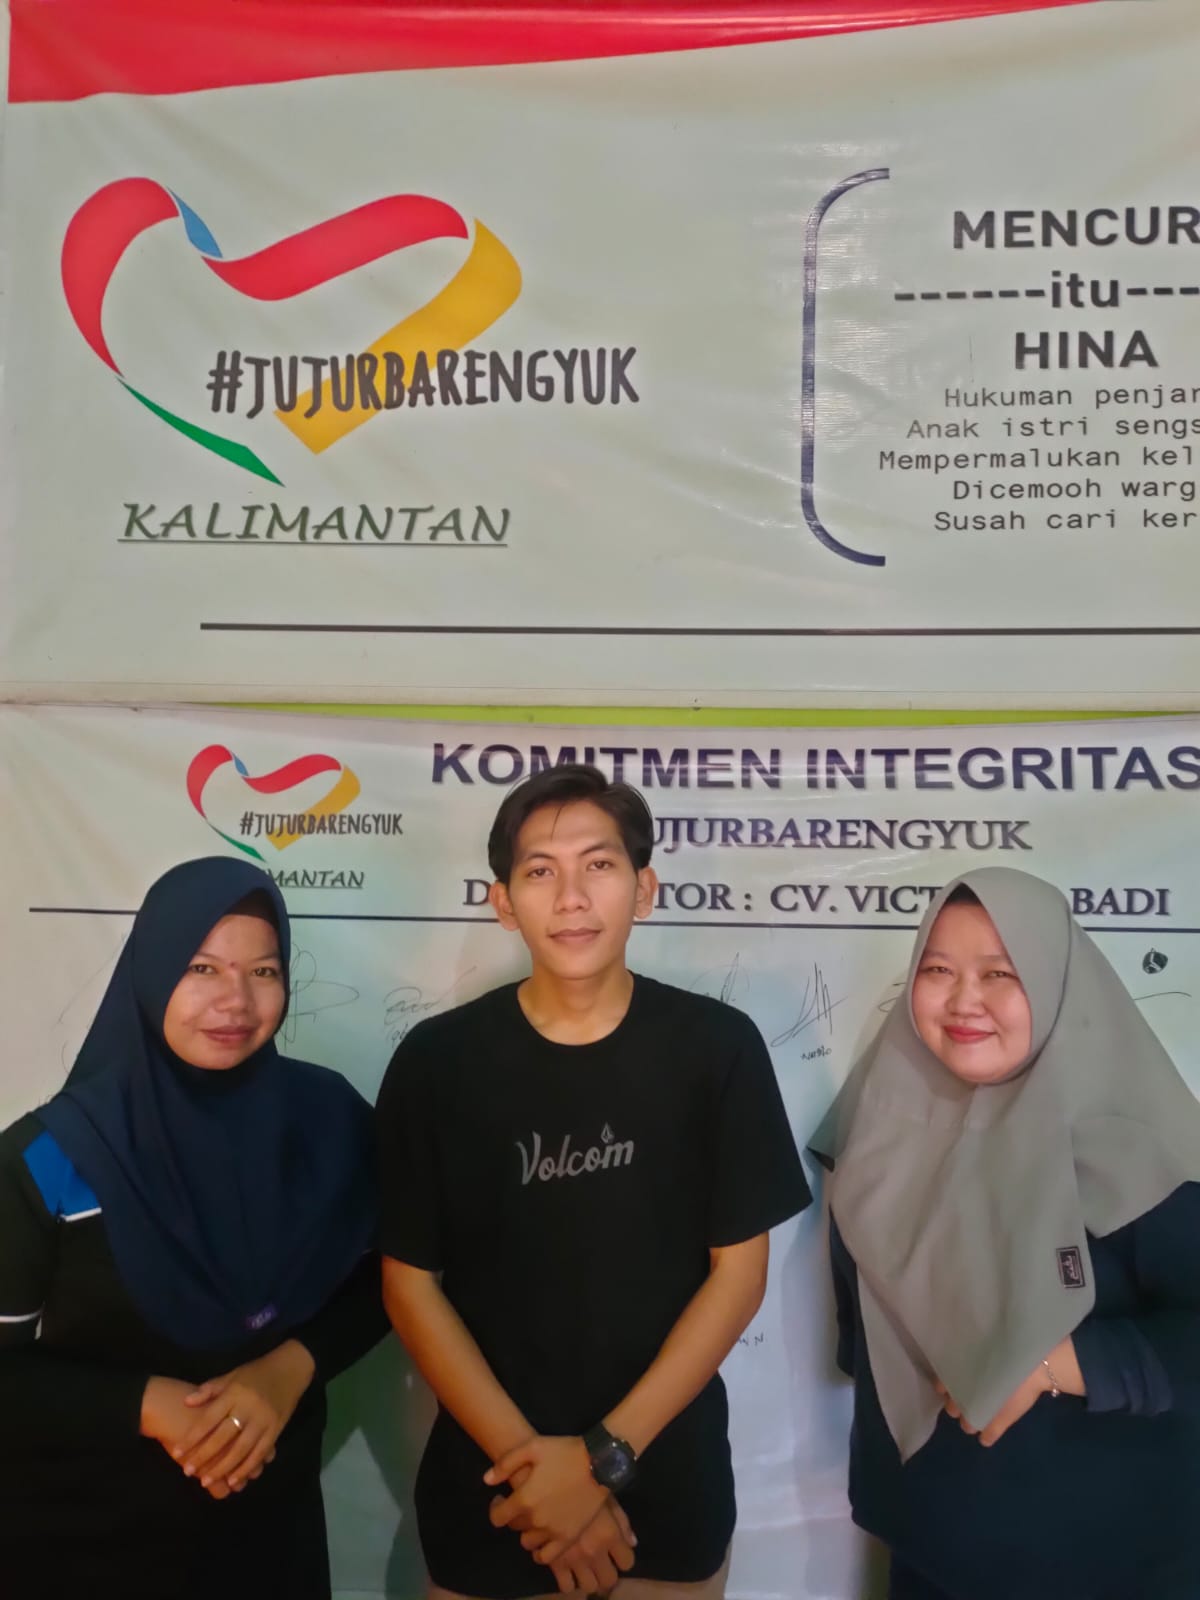 #JUJURBARENGYUK
KALIMANTAN
MENCUR
------itu---
HINA
Hukuman penjar
Anak istri sengs
Mempermalukan kel
Dicemooh warg
Susah cari ker
KOMITMEN INTEGRITAS
#JUJURBARENGYUK
MANTAN
UJURBARENGYUK
D TOR : CV. VICT BADI
Volcom